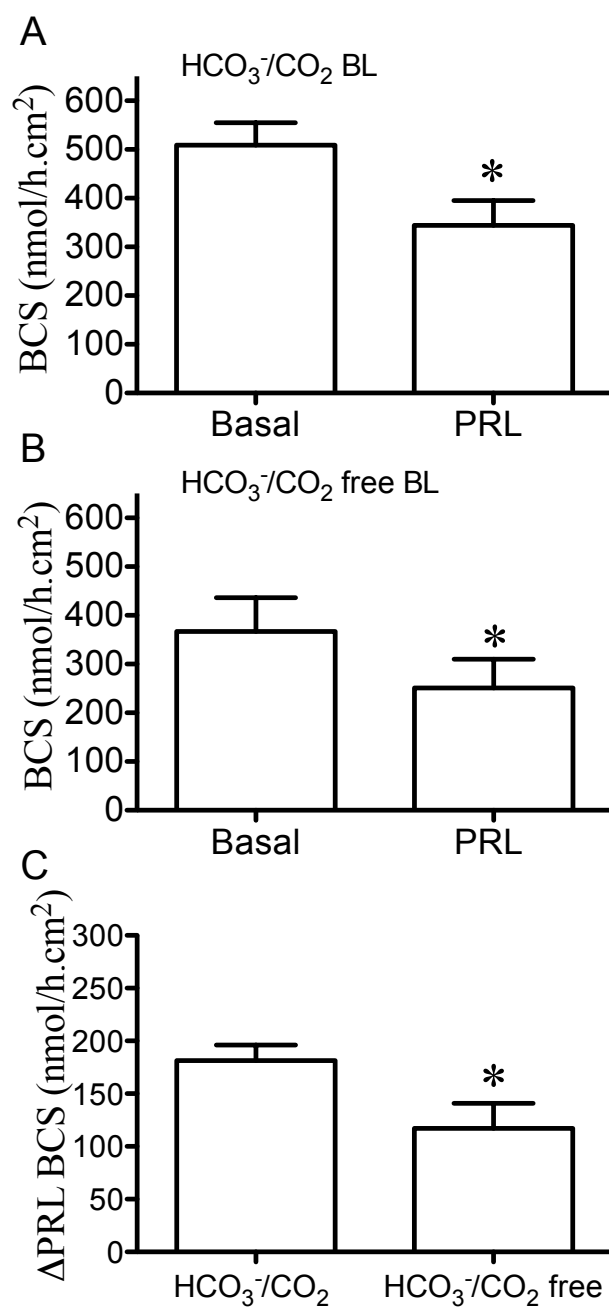 A
HCO₃⁻/CO₂ BL
BCS (nmol/h.cm²)
600
500
400
300
200
100
0
*
Basal PRL
B
HCO₃⁻/CO₂ free BL
BCS (nmol/h.cm²)
600
500
400
300
200
100
0
*
Basal PRL
C
ΔPRL BCS (nmol/h.cm²)
300
250
200
150
100
50
0
*
HCO₃⁻/CO₂ HCO₃⁻/CO₂ free